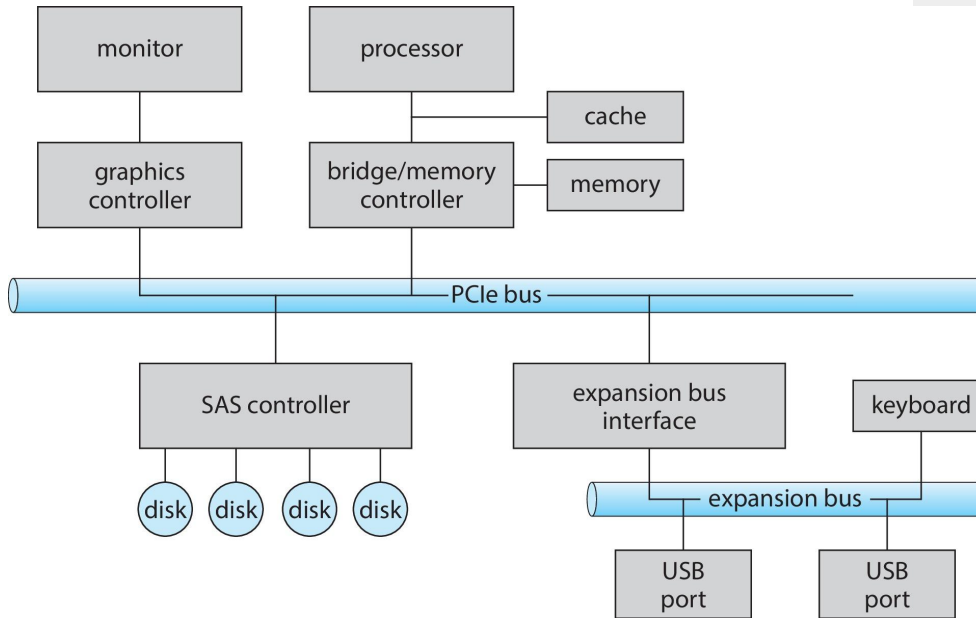 monitor
processor
cache
graphics
controller
bridge/memory
controller
memory
PCIe bus
SAS controller
expansion bus
interface
keyboard
disk
disk
disk
disk
expansion bus
USB
port
USB
port